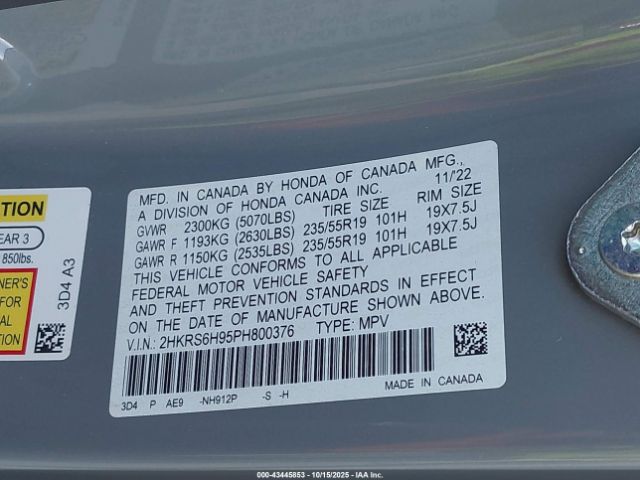 MFD. IN CANADA BY HONDA OF CANADA MFG.,
A DIVISION OF HONDA CANADA INC. 11/'22
GVWR 2300KG (5070LBS) TIRE SIZE RIM SIZE
GAWR F 1193KG (2630LBS) 235/55R19 101H 19X7.5J
GAWR R 1150KG (2535LBS) 235/55R19 101H 19X7.5J
THIS VEHICLE CONFORMS TO ALL APPLICABLE
FEDERAL MOTOR VEHICLE SAFETY
AND THEFT PREVENTION STANDARDS IN EFFECT
ON THE DATE OF MANUFACTURE SHOWN ABOVE.
V.I.N.: 2HKRS6H95PH800376 TYPE: MPV
3D4 P AE9 -NH912P -S -H MADE IN CANADA
TION
EAR 3
850lbs.
NER'S
FOR
AL
ION
3D4 A3
000-43445853 - 10/15/2025 - IAA Inc.